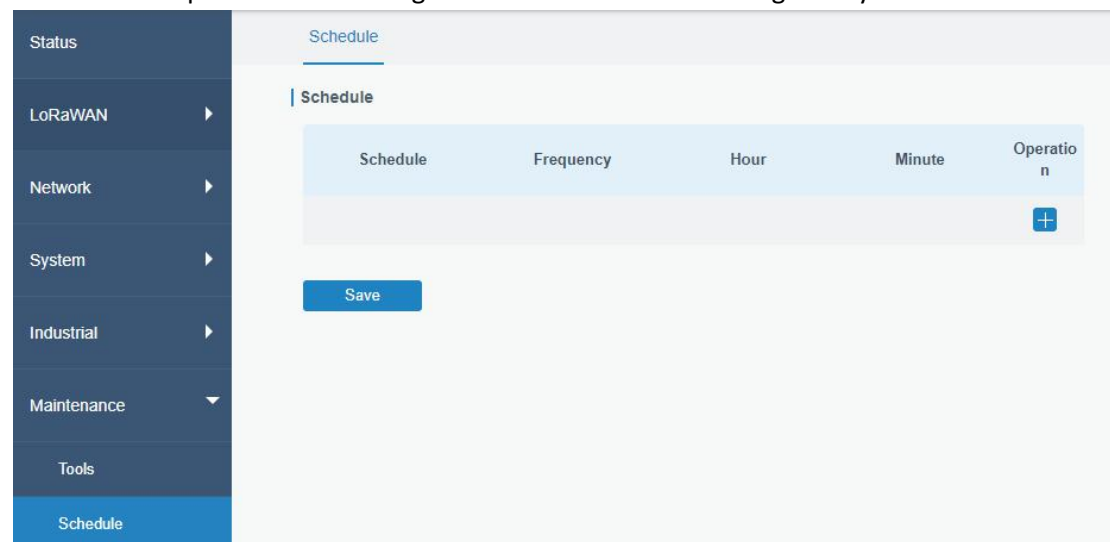 Status
Schedule
Schedule
LoRaWAN
Schedule Frequency Hour Minute Operatio
n
Network
System
Save
Industrial
Maintenance
Tools
Schedule